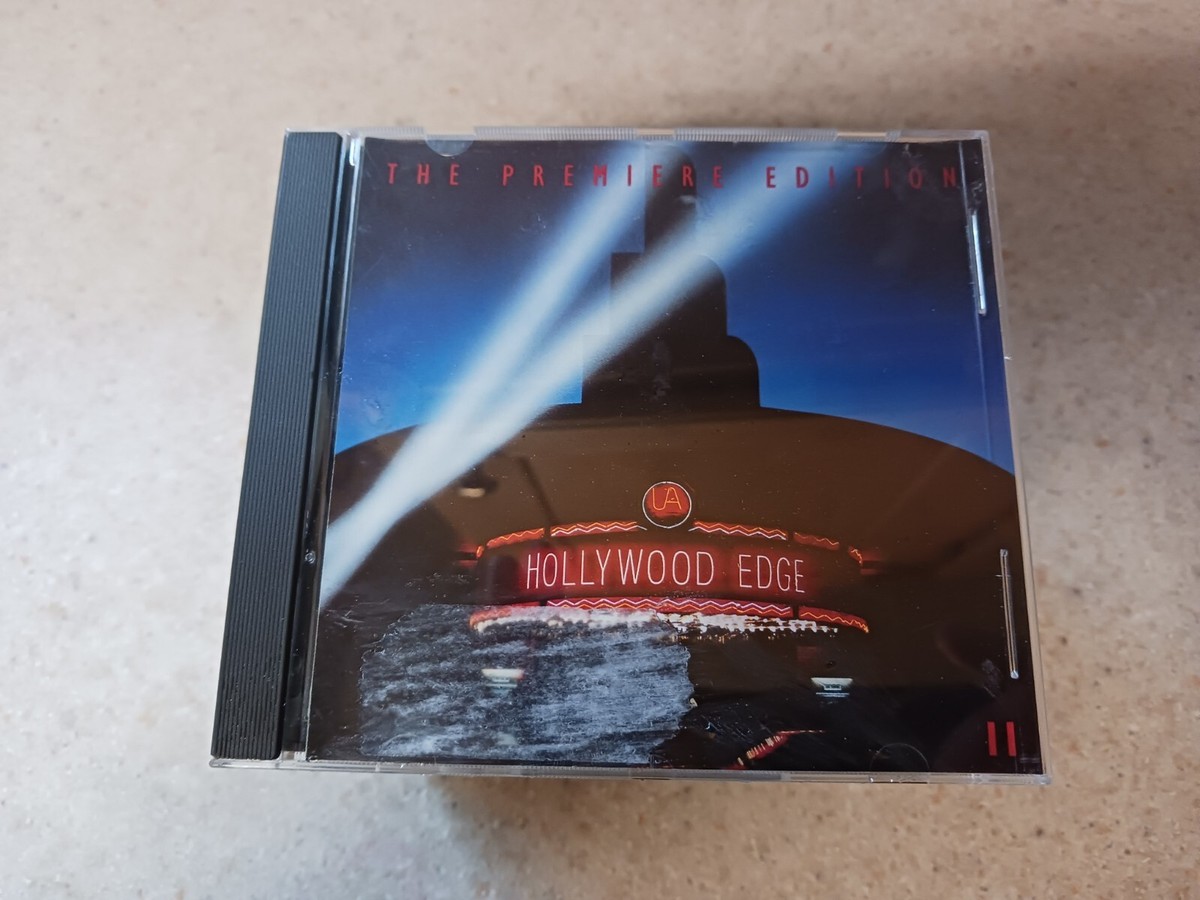 THE PREMIERE EDITION
UA
HOLLYWOOD EDGE
II